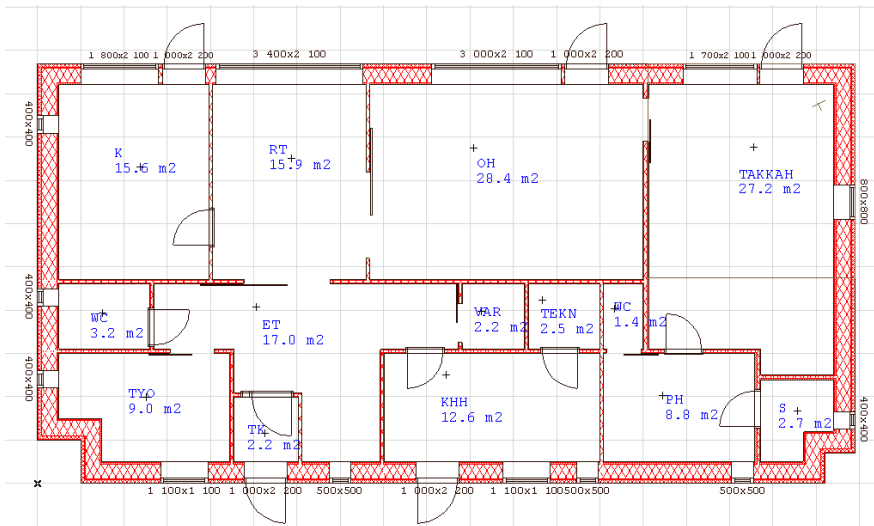 1 800x2 100
1 000x2 200
3 400x2 100
3 000x2 100
1 000x2 200
1 700x2 100
1 000x2 200
400x400
K
15.6 m2
RT
15.9 m2
OH
28.4 m2
TAKKAH
27.2 m2
800x800
400x400
WC
3.2 m2
ET
17.0 m2
VAR
2.2 m2
TEKN
2.5 m2
WC
1.4 m2
400x400
TYO
9.0 m2
KHH
12.6 m2
PH
8.8 m2
S
2.7 m2
400x400
TK
2.2 m2
1 100x1 100
1 000x2 200
500x500
1 000x2 200
1 100x1 100
500x500
500x500